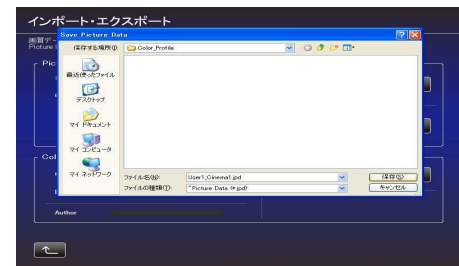 インポート・エクスポート
画質デー
Picture
Save Picture Data
保存する場所(I):
Color_Profile
Pic
最近使ったファイル
デスクトップ
マイ ドキュメント
マイ コンピュータ
Col
マイ ネットワーク
ファイル名(N):
User1_Cinema1.jpd
保存(S)
ファイルの種類(T):
*Picture Data (*.jpd)
キャンセル
Author